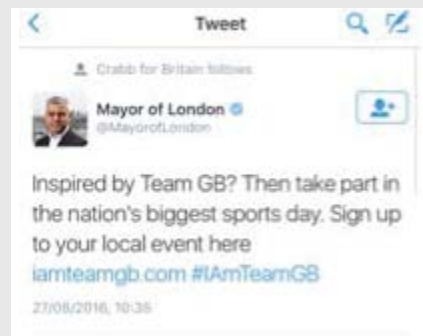 Tweet
Crabb for Britain follows
Mayor of London
@MayorofLondon
Inspired by Team GB? Then take part in
the nation's biggest sports day. Sign up
to your local event here
iamteamgb.com #IAmTeamGB
27/08/2016, 10:35